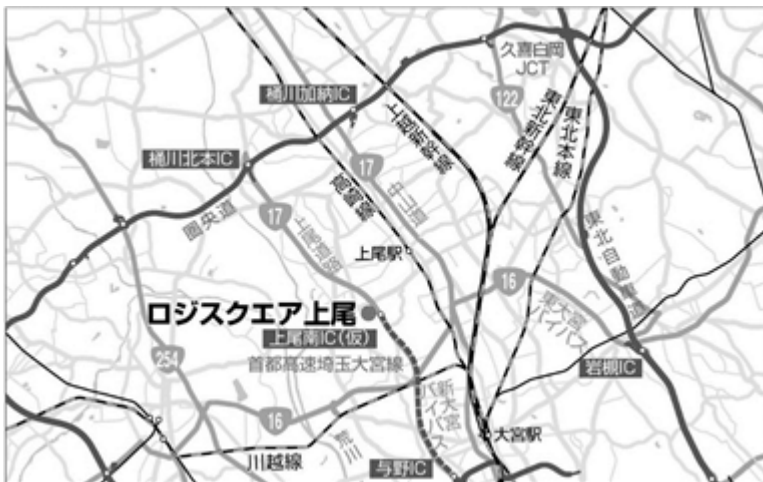 久喜白岡
JCT
桶川加納IC
122
東北新幹線
東北本線
上越新幹線
17
桶川北本IC
高崎線
中山道
圏央道
17
上尾道路
上尾駅
東北自動車道
16
東大宮
バイパス
ロジスクエア上尾
上尾南IC(仮)
首都高速埼玉大宮線
254
岩槻IC
新大宮
バイパス
16
荒川
大宮駅
川越線
与野IC